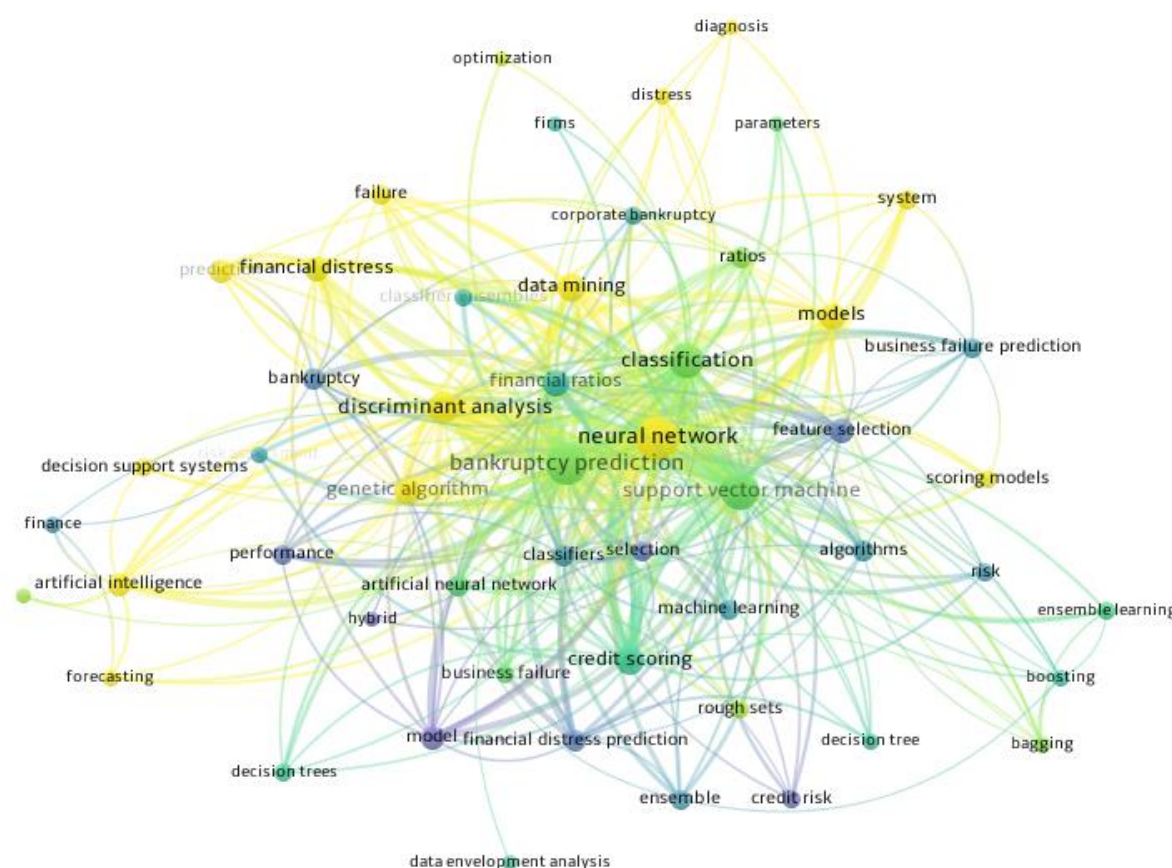 diagnosis
optimization
distress
firms
parameters
failure
system
corporate bankruptcy
ratios
prediction
financial distress
data mining
classifier ensembles
models
business failure prediction
classification
bankruptcy
financial ratios
discriminant analysis
feature selection
neural network
bankruptcy prediction
decision support systems
scoring models
genetic algorithm
support vector machine
finance
performance
classifiers
selection
algorithms
artificial intelligence
artificial neural network
risk
machine learning
ensemble learning
hybrid
credit scoring
business failure
forecasting
boosting
rough sets
model
financial distress prediction
decision tree
bagging
decision trees
ensemble
credit risk
data envelopment analysis